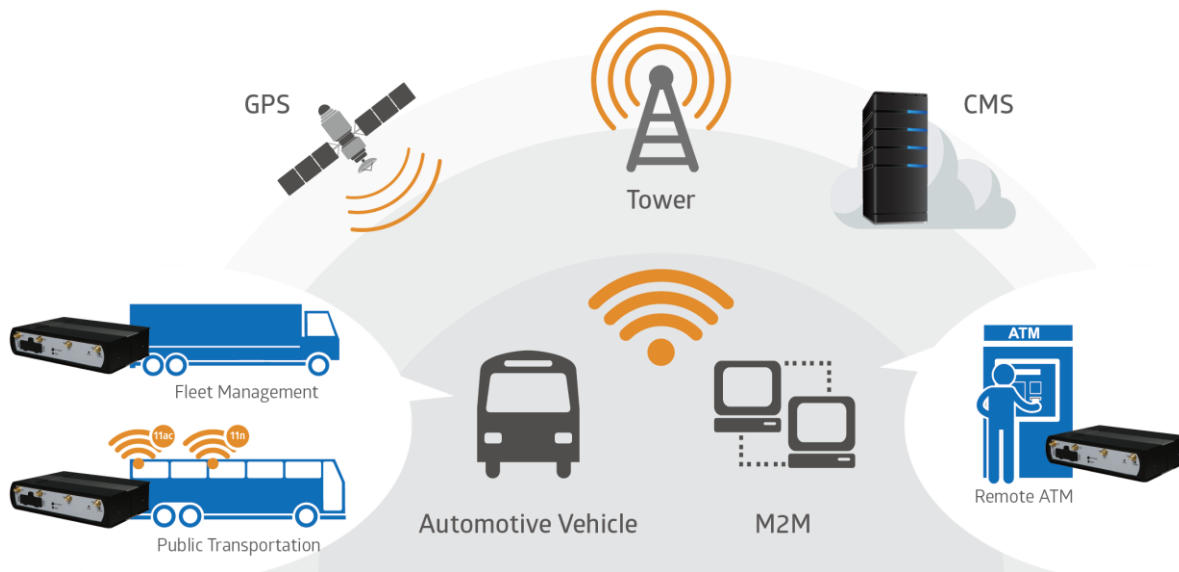 GPS
CMS
Tower
ATM
Fleet Management
11ac
11n
Remote ATM
Automotive Vehicle
M2M
Public Transportation